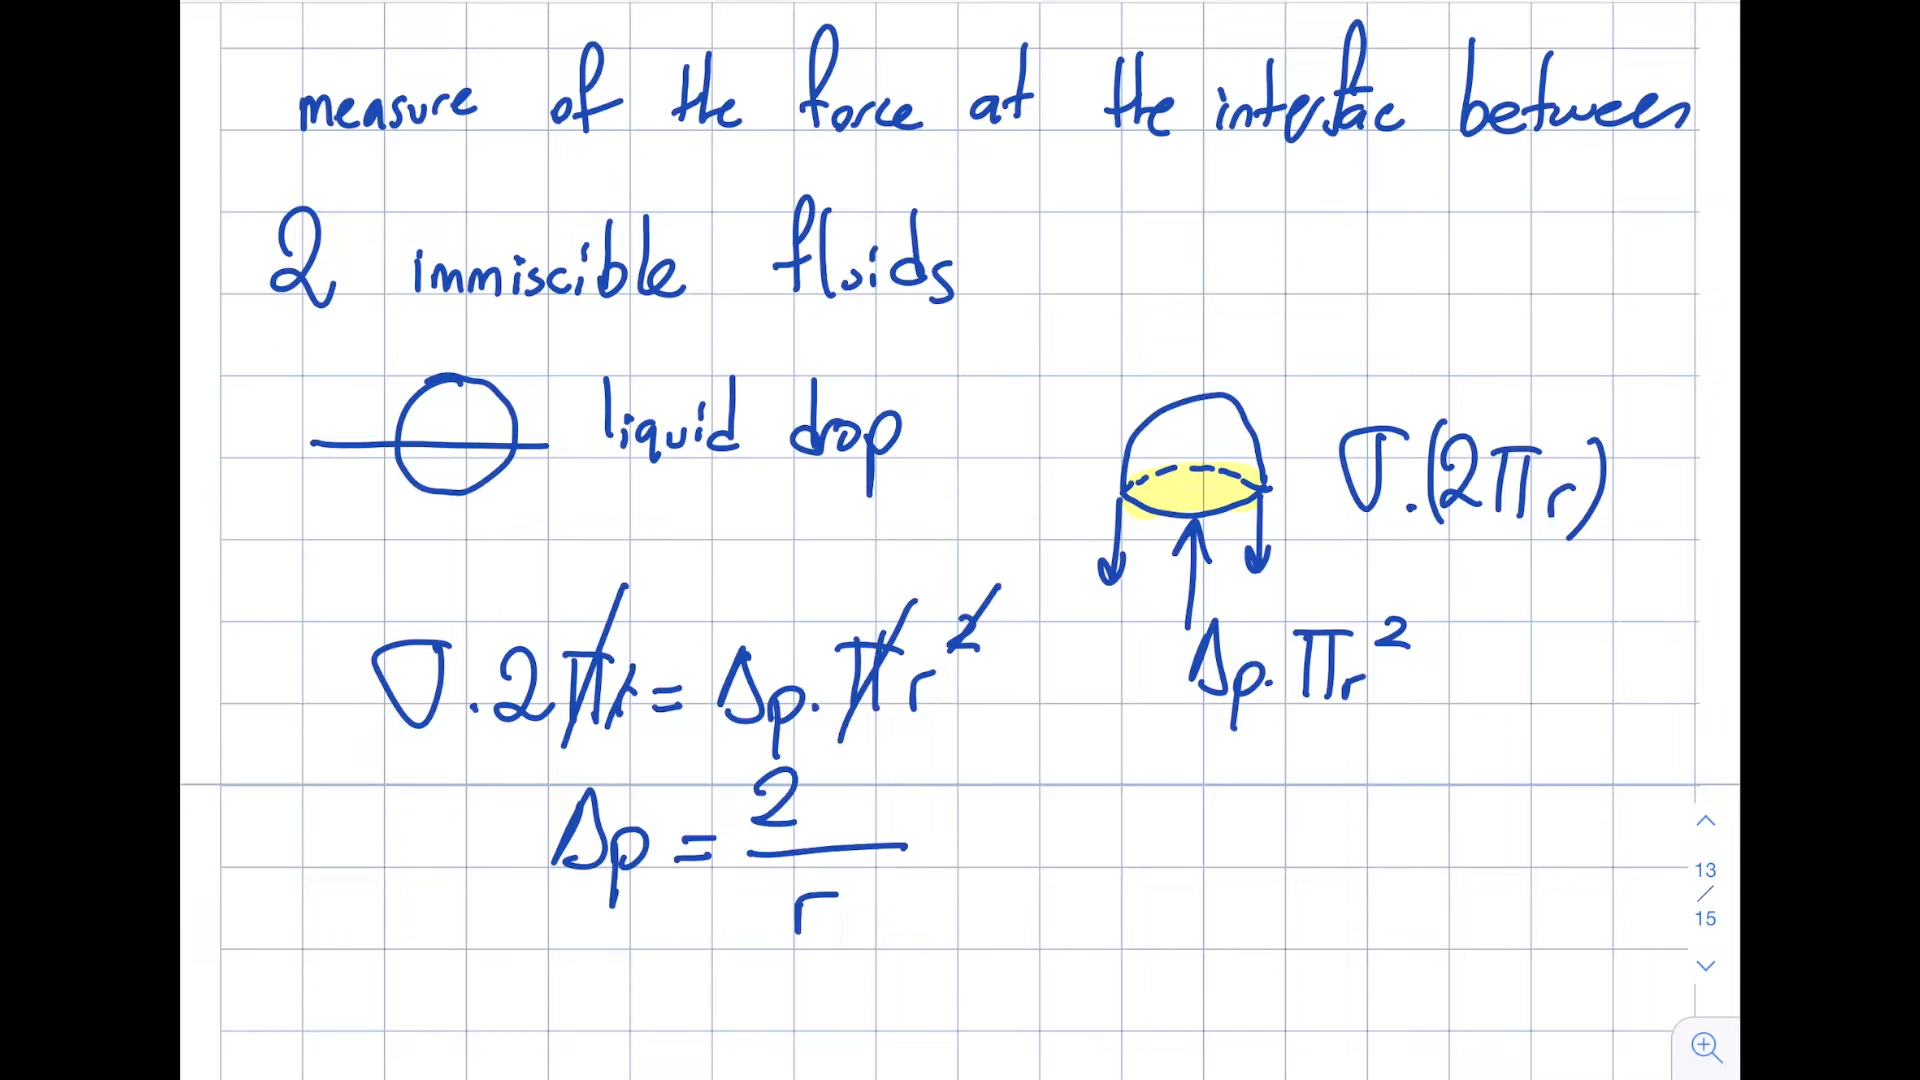 measure of the force at the interfac between
2 immiscible fluids
liquid drop
σ.(2πr)
Δp.πr²
σ.2πr = Δp.πr²
Δp = 2/r
13
/
15